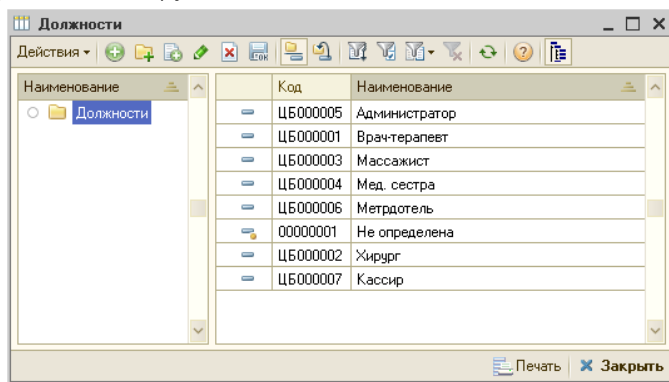 Должности
Действия
Наименование
Код Наименование
Должности
ЦБ000005 Администратор
ЦБ000001 Врач-терапевт
ЦБ000003 Массажист
ЦБ000004 Мед. сестра
ЦБ000006 Метрдотель
00000001 Не определена
ЦБ000002 Хирург
ЦБ000007 Кассир
Печать Закрыть